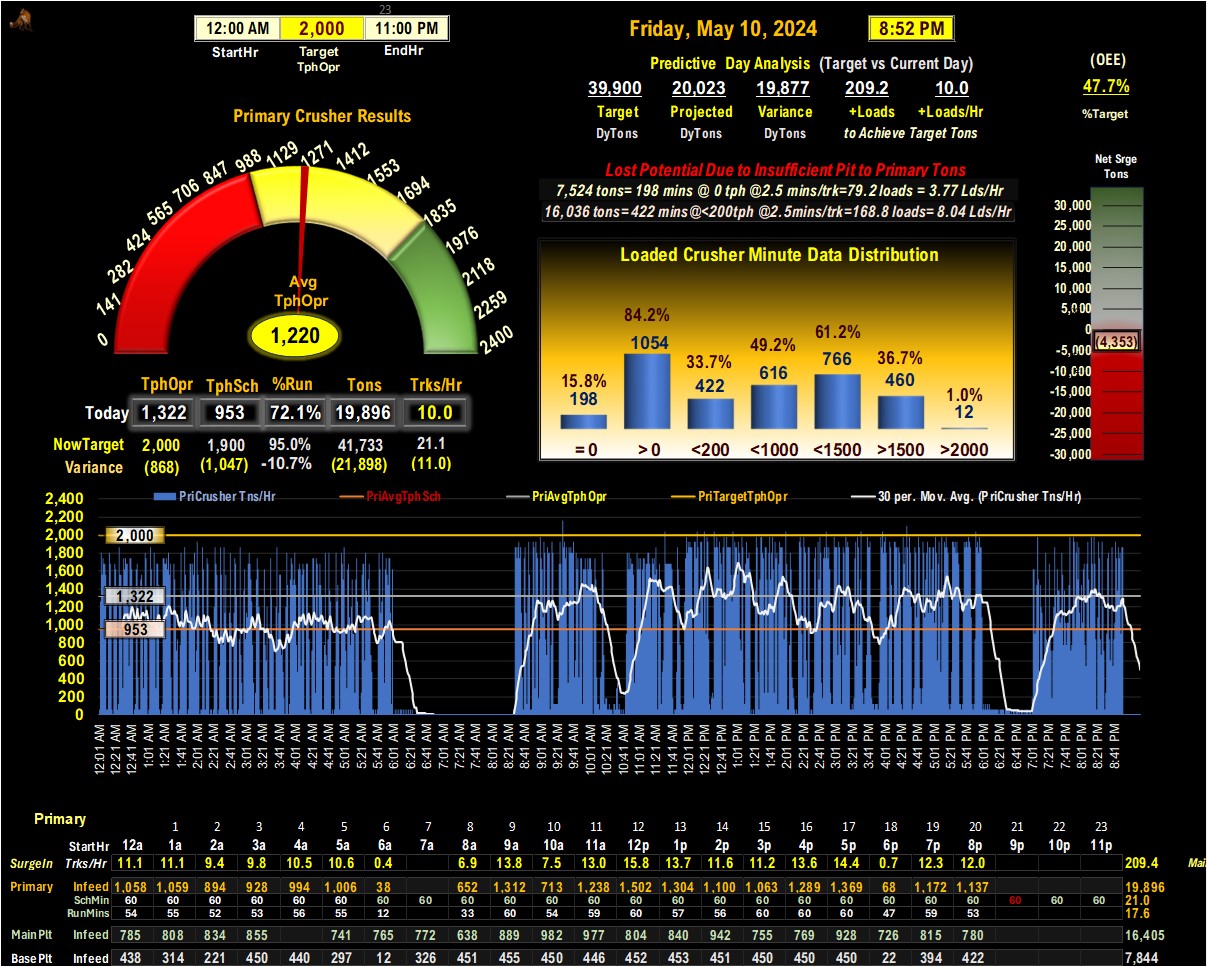 23
12:00 AM 2,000 11:00 PM
StartHr Target TphOpr EndHr
Friday, May 10, 2024 8:52 PM
Predictive Day Analysis (Target vs Current Day)
39,900 20,023 19,877 209.2 10.0
Target Projected Variance +Loads +Loads/Hr
DyTons DyTons DyTons to Achieve Target Tons
(OEE)
47.7%
%Target
Primary Crusher Results
0 141 282 424 565 706 847 988 1129 1271 1412 1553 1694 1835 1976 2118 2259 2400
Avg
TphOpr
1,220
Lost Potential Due to Insufficient Pit to Primary Tons
7,524 tons= 198 mins @ 0 tph @2.5 mins/trk=79.2 loads = 3.77 Lds/Hr
16,036 tons= 422 mins@<200tph @2.5mins/trk=168.8 loads= 8.04 Lds/Hr
Net Srge
Tons
30,000
25,000
20,000
15,000
10,000
5,000
0
(4,353)
-5,000
-10,000
-15,000
-20,000
-25,000
-30,000
Loaded Crusher Minute Data Distribution
15.8% 84.2% 33.7% 49.2% 61.2% 36.7% 1.0%
198 1054 422 616 766 460 12
= 0 > 0 <200 <1000 <1500 >1500 >2000
TphOpr TphSch %Run Tons Trks/Hr
Today 1,322 953 72.1% 19,896 10.0
NowTarget 2,000 1,900 95.0% 41,733 21.1
Variance (868) (1,047) -10.7% (21,898) (11.0)
PriCrusher Tns/Hr PriAvgTphSch PriAvgTphOpr PriTargetTphOpr 30 per. Mov. Avg. (PriCrusher Tns/Hr)
2,400
2,200
2,000
1,800
1,600
1,400
1,200
1,000
800
600
400
200
0
2,000
1,322
953
12:01 AM 12:21 AM 12:41 AM 1:01 AM 1:21 AM 1:41 AM 2:01 AM 2:21 AM 2:41 AM 3:01 AM 3:21 AM 3:41 AM 4:01 AM 4:21 AM 4:41 AM 5:01 AM 5:21 AM 5:41 AM 6:01 AM 6:21 AM 6:41 AM 7:01 AM 7:21 AM 7:41 AM 8:01 AM 8:21 AM 8:41 AM 9:01 AM 9:21 AM 9:41 AM 10:01 AM 10:21 AM 10:41 AM 11:01 AM 11:21 AM 11:41 AM 12:01 PM 12:21 PM 12:41 PM 1:01 PM 1:21 PM 1:41 PM 2:01 PM 2:21 PM 2:41 PM 3:01 PM 3:21 PM 3:41 PM 4:01 PM 4:21 PM 4:41 PM 5:01 PM 5:21 PM 5:41 PM 6:01 PM 6:21 PM 6:41 PM 7:01 PM 7:21 PM 7:41 PM 8:01 PM 8:21 PM 8:41 PM
Primary
1 2 3 4 5 6 7 8 9 10 11 12 13 14 15 16 17 18 19 20 21 22 23
StartHr 12a 1a 2a 3a 4a 5a 6a 7a 8a 9a 10a 11a 12p 1p 2p 3p 4p 5p 6p 7p 8p 9p 10p 11p
SurgeIn Trks/Hr 11.1 11.1 9.4 9.8 10.5 10.6 0.4 6.9 13.8 7.5 13.0 15.8 13.7 11.6 11.2 13.6 14.4 0.7 12.3 12.0 209.4
Primary Infeed 1,058 1,059 894 928 994 1,006 38 652 1,312 713 1,238 1,502 1,304 1,100 1,063 1,289 1,369 68 1,172 1,137 19,896
SchMin 60 60 60 60 60 60 60 60 60 60 60 60 60 60 60 60 60 60 60 60 60 60 60 60 21.0
RunMins 54 55 52 53 56 55 12 33 60 54 59 60 57 56 60 60 60 47 59 53 17.6
MainPlt Infeed 785 808 834 855 741 765 772 638 889 982 977 804 840 942 755 769 928 726 815 780 16,405
BasePlt Infeed 438 314 221 450 440 297 12 326 451 455 450 446 452 453 451 450 450 450 22 394 422 7,844